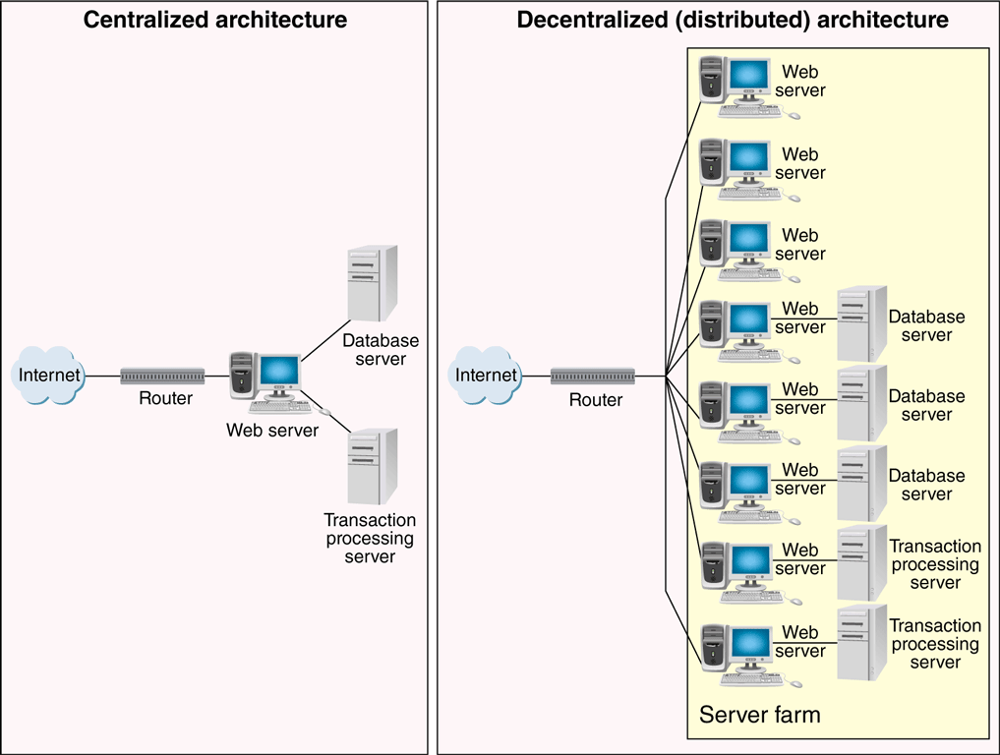 Centralized architecture
Internet
Router
Web server
Database
server
Transaction
processing
server
Decentralized (distributed) architecture
Internet
Router
Web
server
Web
server
Web
server
Web
server
Database
server
Web
server
Database
server
Web
server
Database
server
Web
server
Transaction
processing
server
Web
server
Transaction
processing
server
Server farm